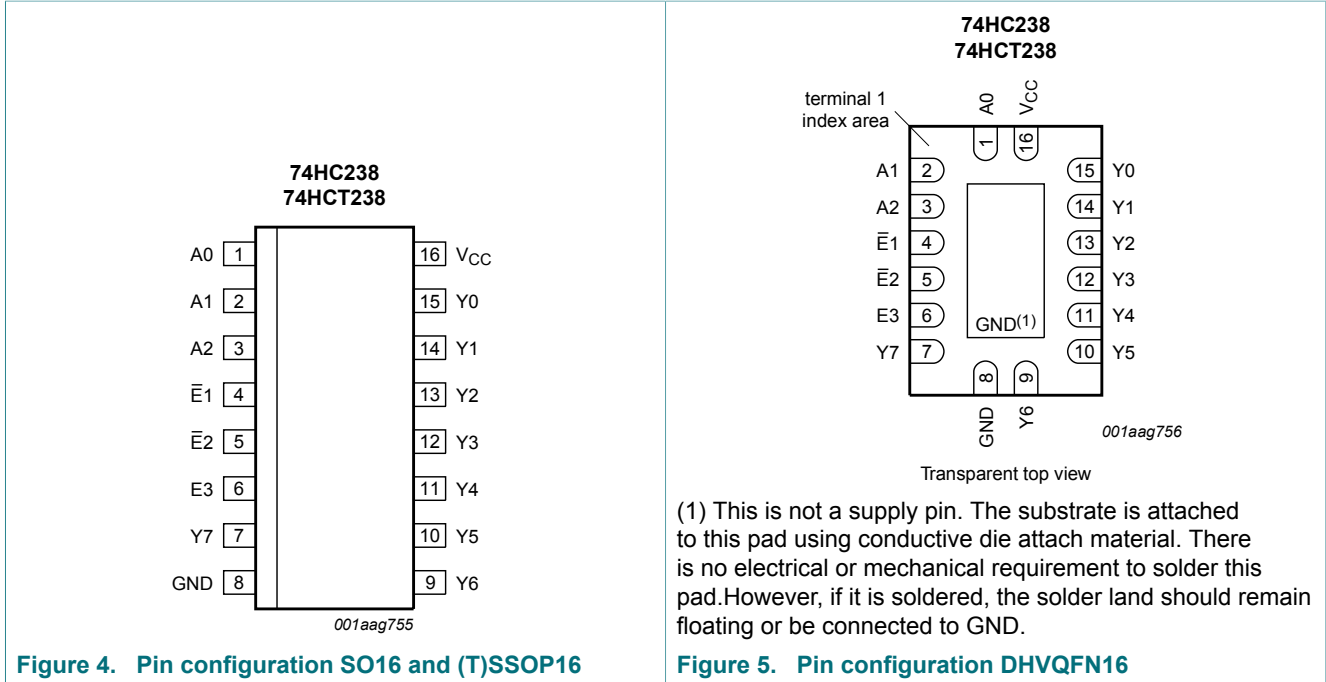 74HC238
74HCT238
A0 1
A1 2
A2 3
E̅1 4
E̅2 5
E3 6
Y7 7
GND 8
16 VCC
15 Y0
14 Y1
13 Y2
12 Y3
11 Y4
10 Y5
9 Y6
001aag755
Figure 4. Pin configuration SO16 and (T)SSOP16
74HC238
74HCT238
terminal 1
index area
A0
VCC
1
16
A1 2
A2 3
E̅1 4
E̅2 5
E3 6
Y7 7
15 Y0
14 Y1
13 Y2
12 Y3
11 Y4
10 Y5
GND(1)
8
9
GND
Y6
001aag756
Transparent top view
(1) This is not a supply pin. The substrate is attached
to this pad using conductive die attach material. There
is no electrical or mechanical requirement to solder this
pad.However, if it is soldered, the solder land should remain
floating or be connected to GND.
Figure 5. Pin configuration DHVQFN16